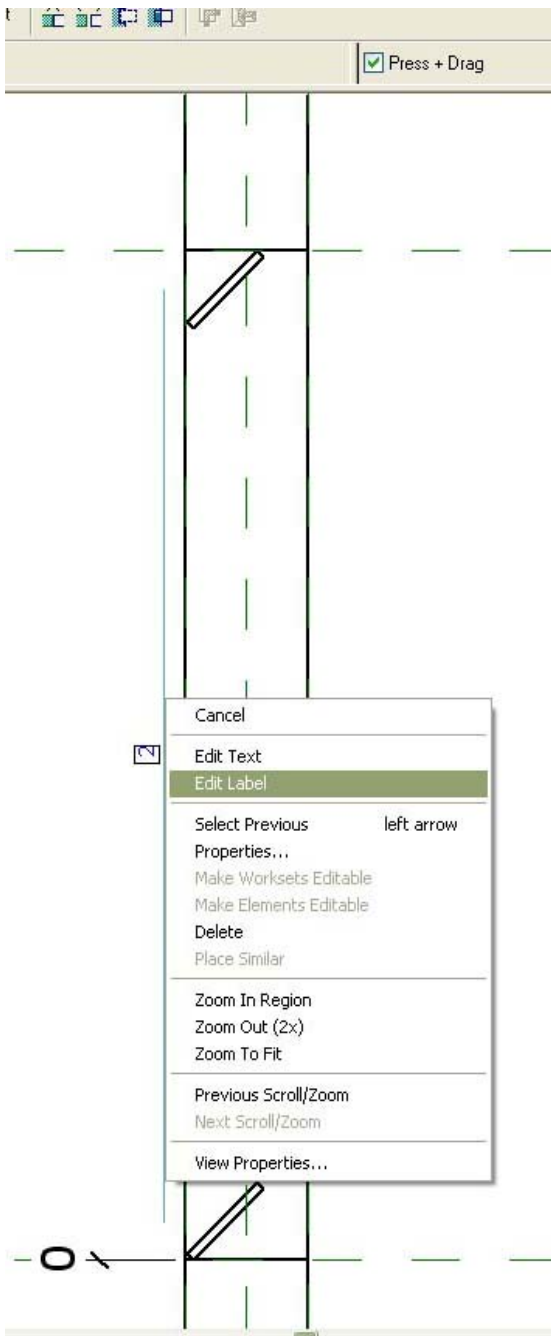 Press + Drag
Cancel
2
Edit Text
Edit Label
Select Previous left arrow
Properties...
Make Worksets Editable
Make Elements Editable
Delete
Place Similar
Zoom In Region
Zoom Out (2x)
Zoom To Fit
Previous Scroll/Zoom
Next Scroll/Zoom
View Properties...
0